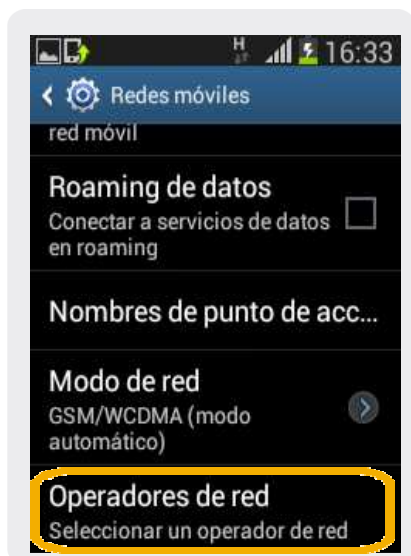 H 16:33
Redes móviles
red móvil
Roaming de datos
Conectar a servicios de datos
en roaming
Nombres de punto de acc...
Modo de red
GSM/WCDMA (modo
automático)
Operadores de red
Seleccionar un operador de red